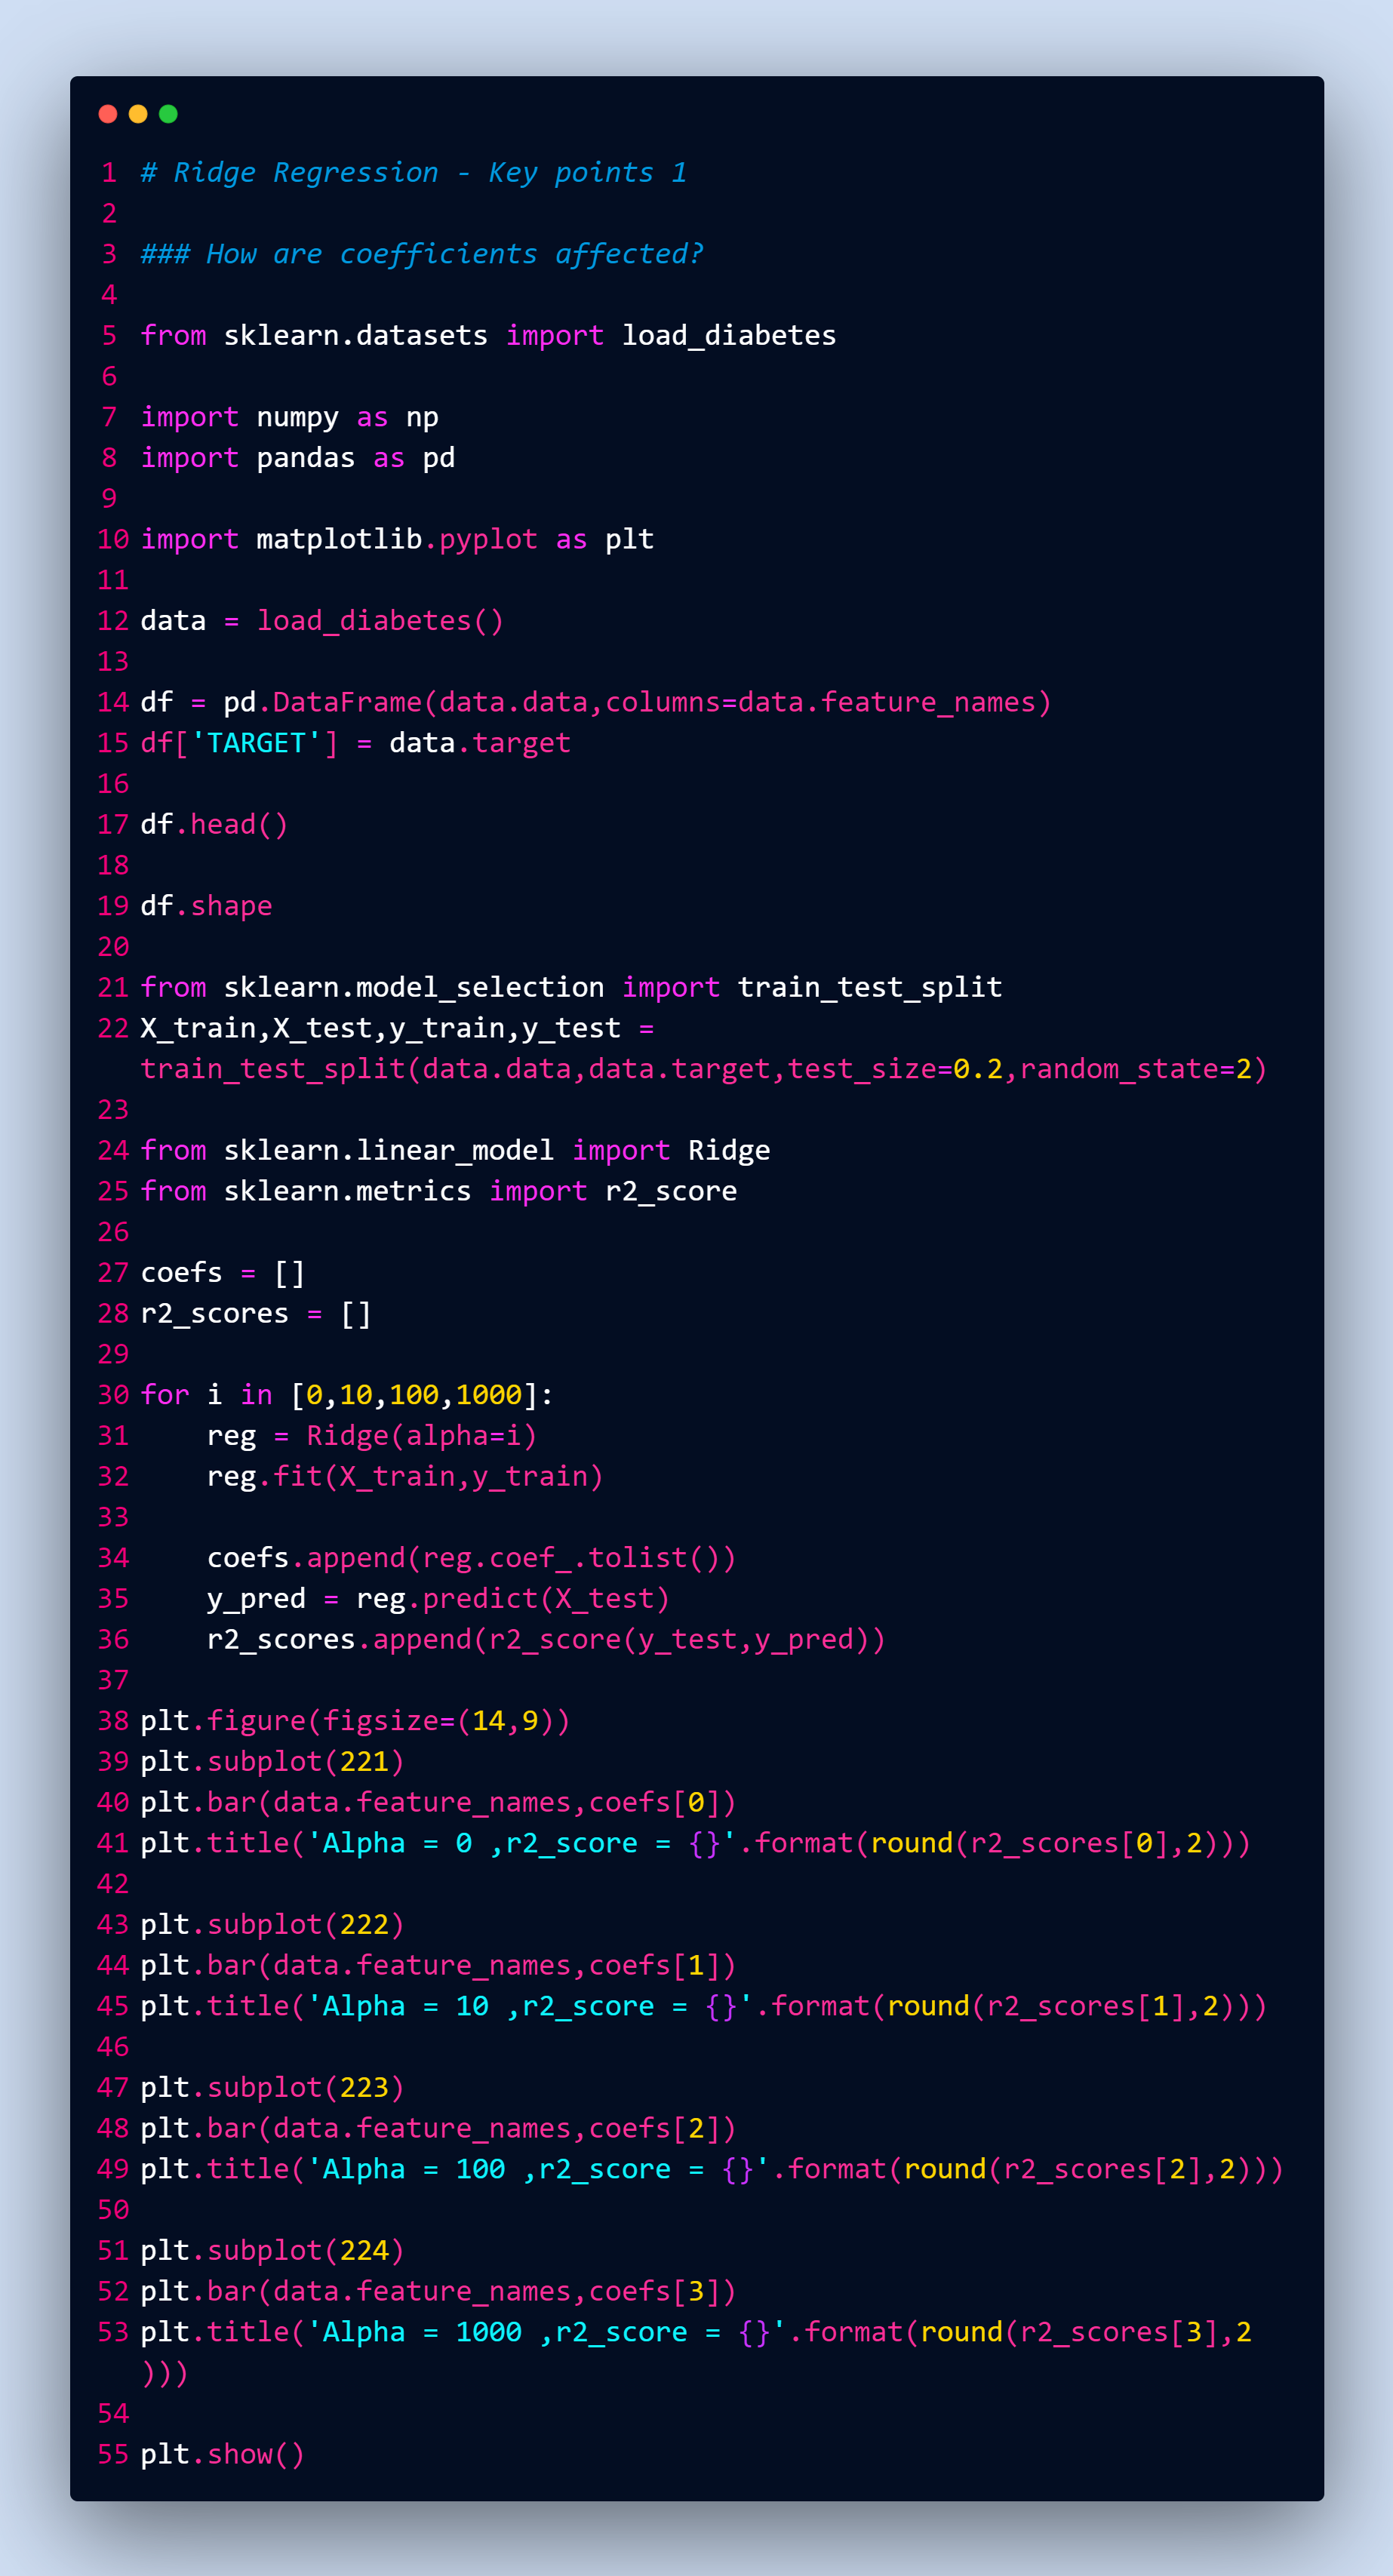 1 # Ridge Regression - Key points 1
2
3 ### How are coefficients affected?
4
5 from sklearn.datasets import load_diabetes
6
7 import numpy as np
8 import pandas as pd
9
10 import matplotlib.pyplot as plt
11
12 data = load_diabetes()
13
14 df = pd.DataFrame(data.data,columns=data.feature_names)
15 df['TARGET'] = data.target
16
17 df.head()
18
19 df.shape
20
21 from sklearn.model_selection import train_test_split
22 X_train,X_test,y_train,y_test =
train_test_split(data.data,data.target,test_size=0.2,random_state=2)
23
24 from sklearn.linear_model import Ridge
25 from sklearn.metrics import r2_score
26
27 coefs = []
28 r2_scores = []
29
30 for i in [0,10,100,1000]:
31     reg = Ridge(alpha=i)
32     reg.fit(X_train,y_train)
33
34     coefs.append(reg.coef_.tolist())
35     y_pred = reg.predict(X_test)
36     r2_scores.append(r2_score(y_test,y_pred))
37
38 plt.figure(figsize=(14,9))
39 plt.subplot(221)
40 plt.bar(data.feature_names,coefs[0])
41 plt.title('Alpha = 0 ,r2_score = {}'.format(round(r2_scores[0],2)))
42
43 plt.subplot(222)
44 plt.bar(data.feature_names,coefs[1])
45 plt.title('Alpha = 10 ,r2_score = {}'.format(round(r2_scores[1],2)))
46
47 plt.subplot(223)
48 plt.bar(data.feature_names,coefs[2])
49 plt.title('Alpha = 100 ,r2_score = {}'.format(round(r2_scores[2],2)))
50
51 plt.subplot(224)
52 plt.bar(data.feature_names,coefs[3])
53 plt.title('Alpha = 1000 ,r2_score = {}'.format(round(r2_scores[3],2
)))
54
55 plt.show()